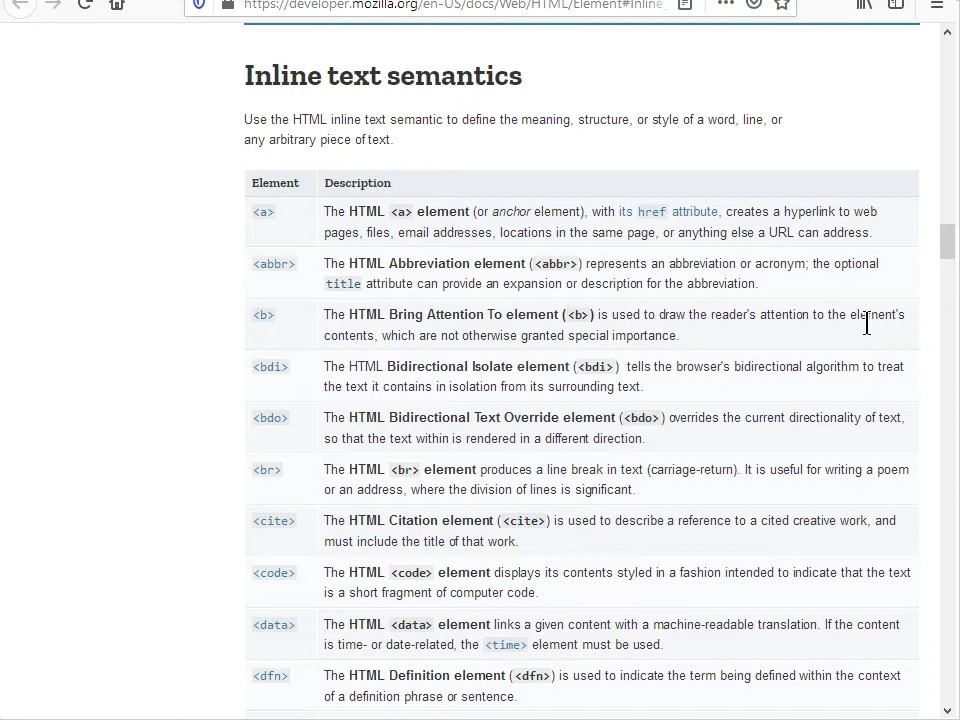 https://developer.mozilla.org/en-US/docs/Web/HTML/Element#Inline_
Inline text semantics
Use the HTML inline text semantic to define the meaning, structure, or style of a word, line, or
any arbitrary piece of text.
Element Description
<a> The HTML <a> element (or anchor element), with its href attribute, creates a hyperlink to web
pages, files, email addresses, locations in the same page, or anything else a URL can address.
<abbr> The HTML Abbreviation element (<abbr>) represents an abbreviation or acronym; the optional
title attribute can provide an expansion or description for the abbreviation.
<b> The HTML Bring Attention To element (<b>) is used to draw the reader's attention to the element's
contents, which are not otherwise granted special importance.
<bdi> The HTML Bidirectional Isolate element (<bdi>)  tells the browser's bidirectional algorithm to treat
the text it contains in isolation from its surrounding text.
<bdo> The HTML Bidirectional Text Override element (<bdo>) overrides the current directionality of text,
so that the text within is rendered in a different direction.
<br> The HTML <br> element produces a line break in text (carriage-return). It is useful for writing a poem
or an address, where the division of lines is significant.
<cite> The HTML Citation element (<cite>) is used to describe a reference to a cited creative work, and
must include the title of that work.
<code> The HTML <code> element displays its contents styled in a fashion intended to indicate that the text
is a short fragment of computer code.
<data> The HTML <data> element links a given content with a machine-readable translation. If the content
is time- or date-related, the <time> element must be used.
<dfn> The HTML Definition element (<dfn>) is used to indicate the term being defined within the context
of a definition phrase or sentence.